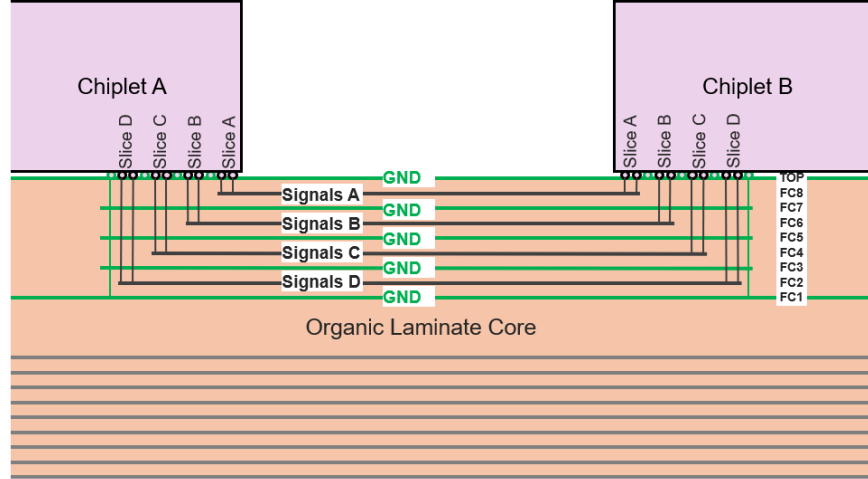 Chiplet A
Chiplet B
Slice D
Slice C
Slice B
Slice A
Slice A
Slice B
Slice C
Slice D
GND
TOP
Signals A
FC8
GND
FC7
Signals B
FC6
GND
FC5
Signals C
FC4
GND
FC3
Signals D
FC2
GND
FC1
Organic Laminate Core